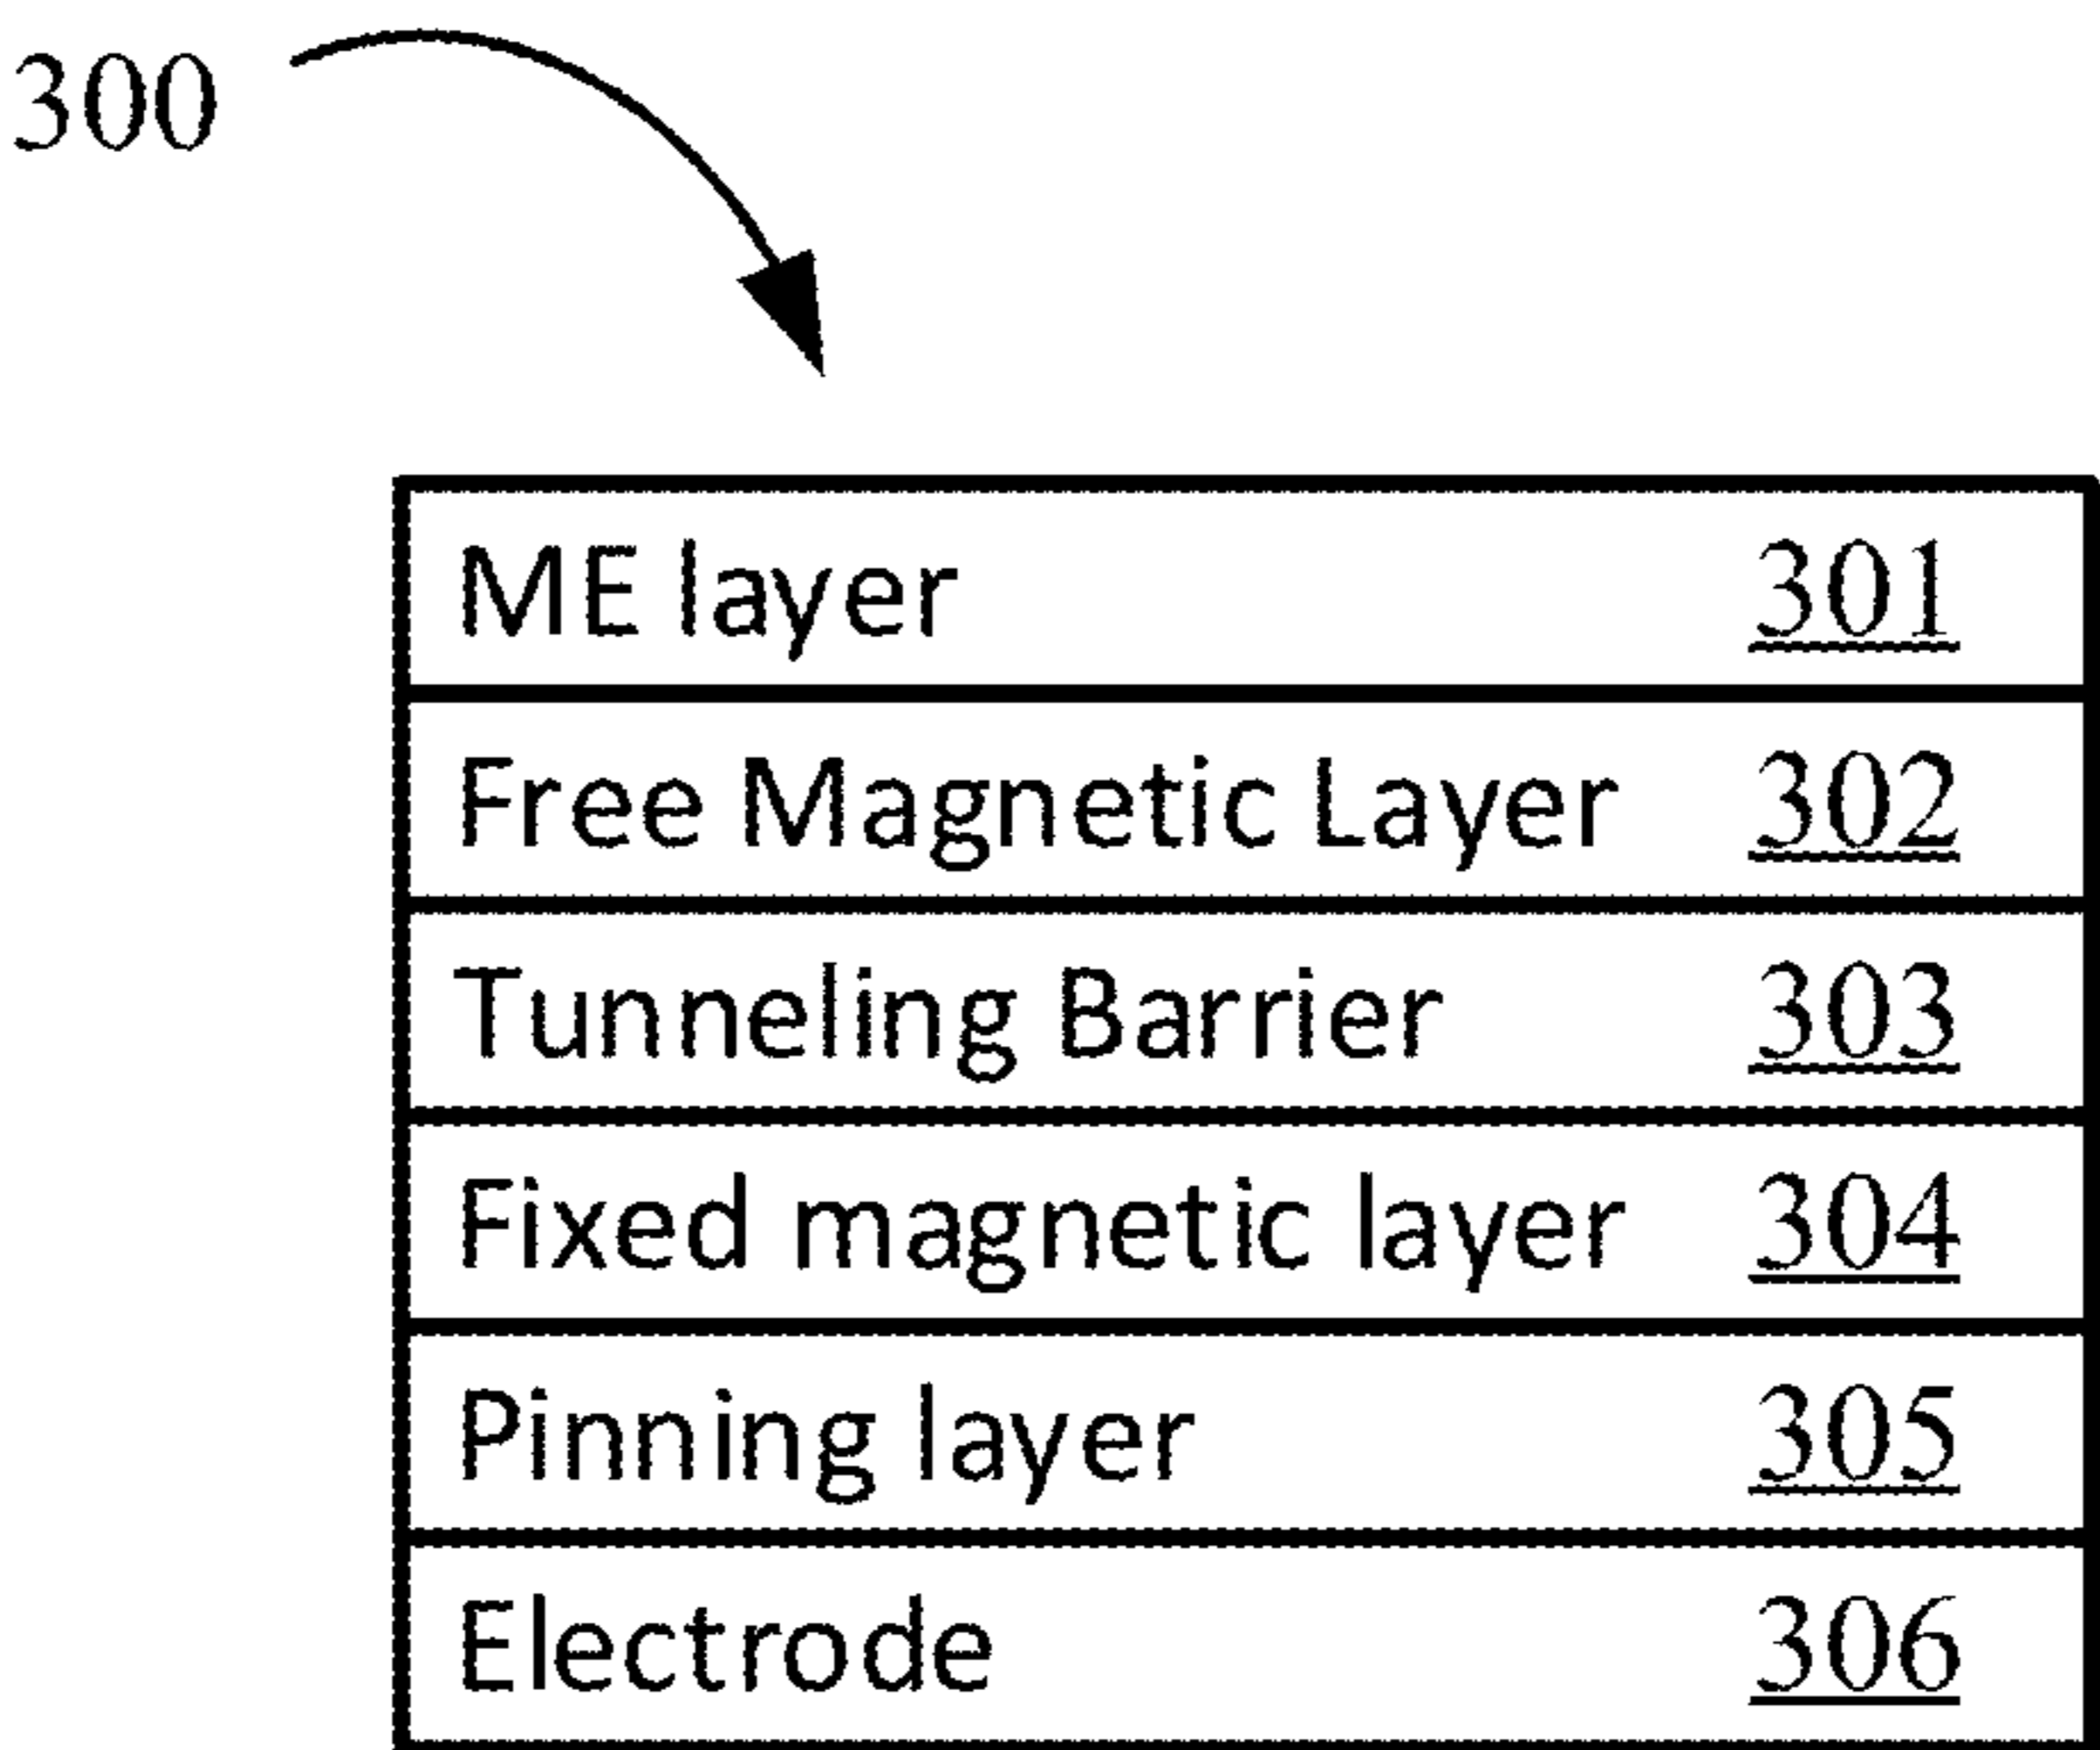 300
ME layer 301
Free Magnetic Layer 302
Tunneling Barrier 303
Fixed magnetic layer 304
Pinning layer 305
Electrode 306